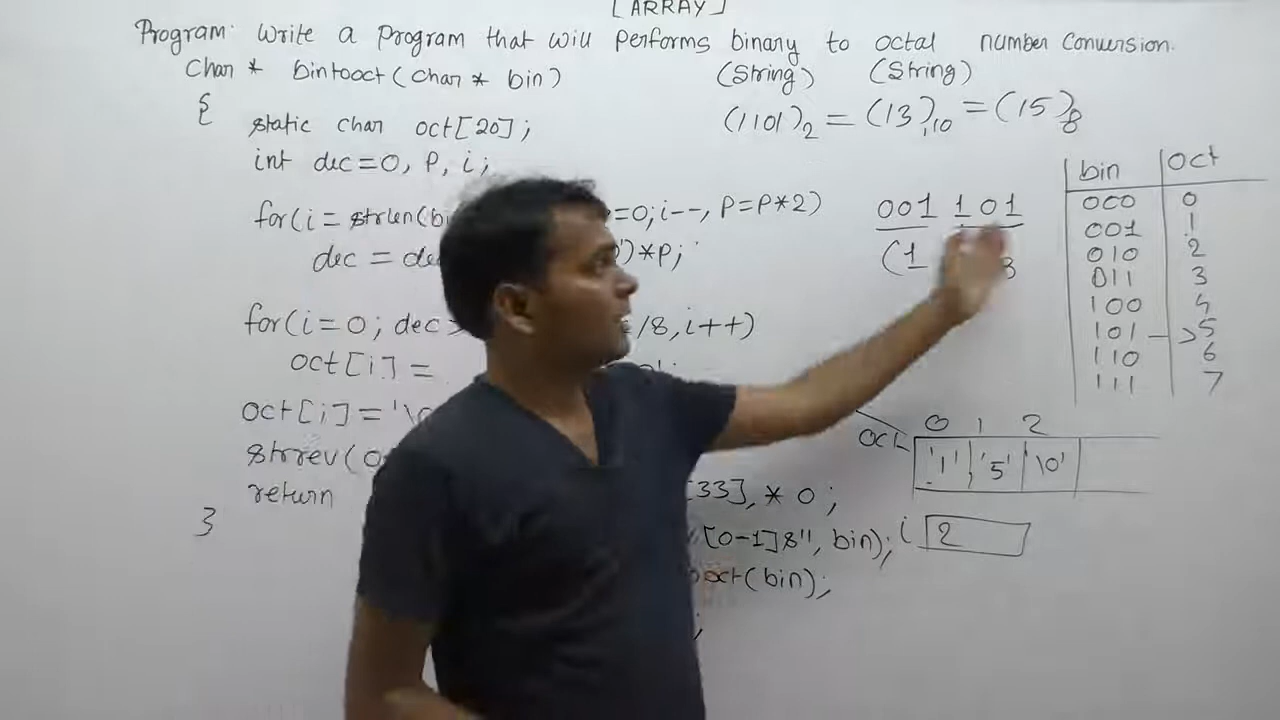 [ARRAY]
Program: Write a program that will performs binary to octal number conversion.
char * bintooct(char * bin) (string) (string)
{
static char oct[20]; (1101)2 = (13)10 = (15)8
int dec=0, P, i;
for(i = strlen(bi =0; i--, P=P*2)
dec = de ')*P;
for(i=0; dec /8, i++)
oct[i] =
oct[i] = '\0
strrev(o
return
}
[33], * o;
[0-1]s", bin);
oct(bin);
;
001 101
(1
bin oct
000 0
001 1
010 2
011 3
100 4
101 -> 5
110 6
111 7
0 1 2
oct '1' '5' \0'
i 2